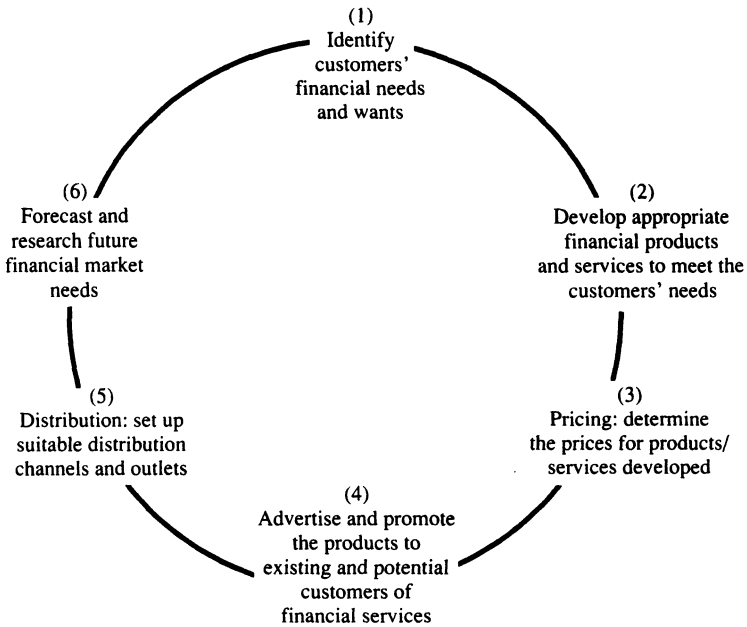 (1)
Identify
customers'
financial needs
and wants
(2)
Develop appropriate
financial products
and services to meet the
customers' needs
(3)
Pricing: determine
the prices for products/
services developed
(4)
Advertise and promote
the products to
existing and potential
customers of
financial services
(5)
Distribution: set up
suitable distribution
channels and outlets
(6)
Forecast and
research future
financial market
needs